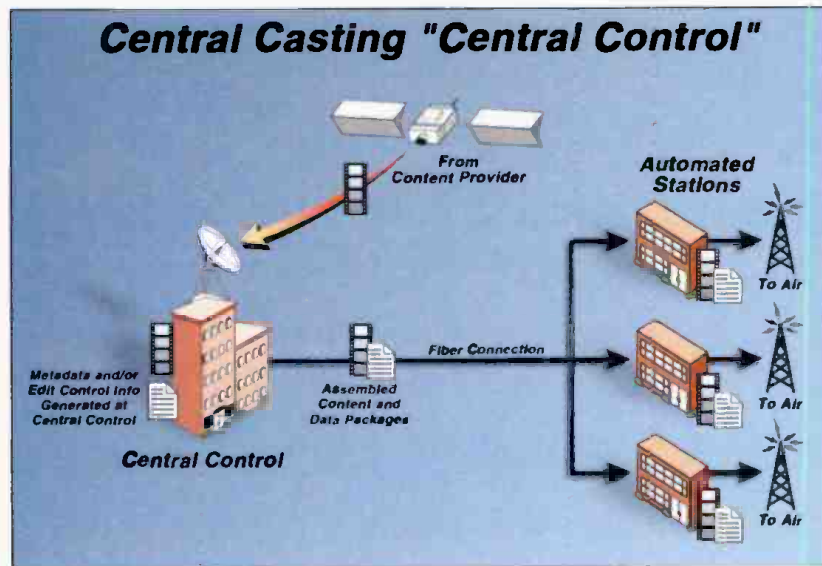 Central Casting "Central Control"
From
Content Provider
Automated
Stations
To Air
Metadata and/or
Edit Control Info
Generated at
Central Control
Assembled
Content and
Data Packages
Fiber Connection
To Air
Central Control
To Air